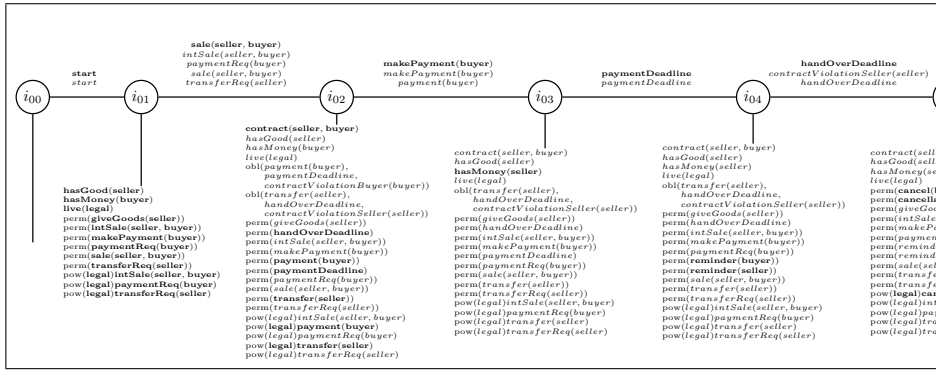 start
start
sale(seller, buyer)
intSale(seller, buyer)
paymentReq(buyer)
sale(seller, buyer)
transferReq(seller)
makePayment(buyer)
makePayment(buyer)
payment(buyer)
paymentDeadline
paymentDeadline
handOverDeadline
contractViolationSeller(seller)
handOverDeadline
i00
i01
i02
i03
i04
hasGood(seller)
hasMoney(buyer)
live(legal)
perm(giveGoods(seller))
perm(intSale(seller, buyer))
perm(makePayment(buyer))
perm(paymentReq(buyer))
perm(sale(seller, buyer))
perm(transferReq(seller))
pow(legal)intSale(seller, buyer)
pow(legal)paymentReq(buyer)
pow(legal)transferReq(seller)
contract(seller, buyer)
hasGood(seller)
hasMoney(buyer)
live(legal)
obl(payment(buyer),
paymentDeadline,
contractViolationBuyer(buyer))
obl(transfer(seller),
handOverDeadline,
contractViolationSeller(seller))
perm(giveGoods(seller))
perm(handOverDeadline)
perm(intSale(seller, buyer))
perm(makePayment(buyer))
perm(payment(buyer))
perm(paymentDeadline)
perm(paymentReq(buyer))
perm(sale(seller, buyer))
perm(transfer(seller))
perm(transferReq(seller))
pow(legal)intSale(seller, buyer)
pow(legal)payment(buyer)
pow(legal)paymentReq(buyer)
pow(legal)transfer(seller)
pow(legal)transferReq(seller)
contract(seller, buyer)
hasGood(seller)
hasMoney(seller)
live(legal)
obl(transfer(seller),
handOverDeadline,
contractViolationSeller(seller))
perm(giveGoods(seller))
perm(handOverDeadline)
perm(intSale(seller, buyer))
perm(makePayment(buyer))
perm(paymentDeadline)
perm(paymentReq(buyer))
perm(sale(seller, buyer))
perm(transfer(seller))
perm(transferReq(seller))
pow(legal)intSale(seller, buyer)
pow(legal)paymentReq(buyer)
pow(legal)transfer(seller)
pow(legal)transferReq(seller)
contract(seller, buyer)
hasGood(seller)
hasMoney(seller)
live(legal)
obl(transfer(seller),
handOverDeadline,
contractViolationSeller(seller))
perm(giveGoods(seller))
perm(handOverDeadline)
perm(intSale(seller, buyer))
perm(makePayment(buyer))
perm(paymentReq(buyer))
perm(reminder(buyer))
perm(reminder(seller))
perm(sale(seller, buyer))
perm(transfer(seller))
perm(transferReq(seller))
pow(legal)intSale(seller, buyer)
pow(legal)paymentReq(buyer)
pow(legal)transfer(seller)
pow(legal)transferReq(seller)
hasGood(sell
hasMoney(sel
live(legal)